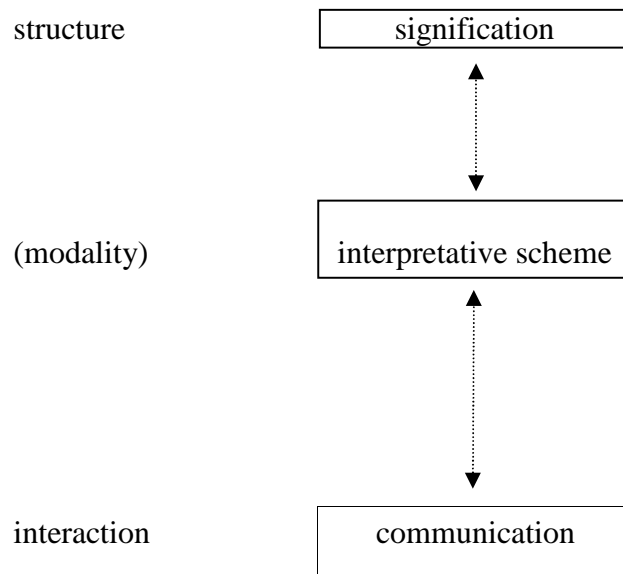 structure signification
(modality) interpretative scheme
interaction communication